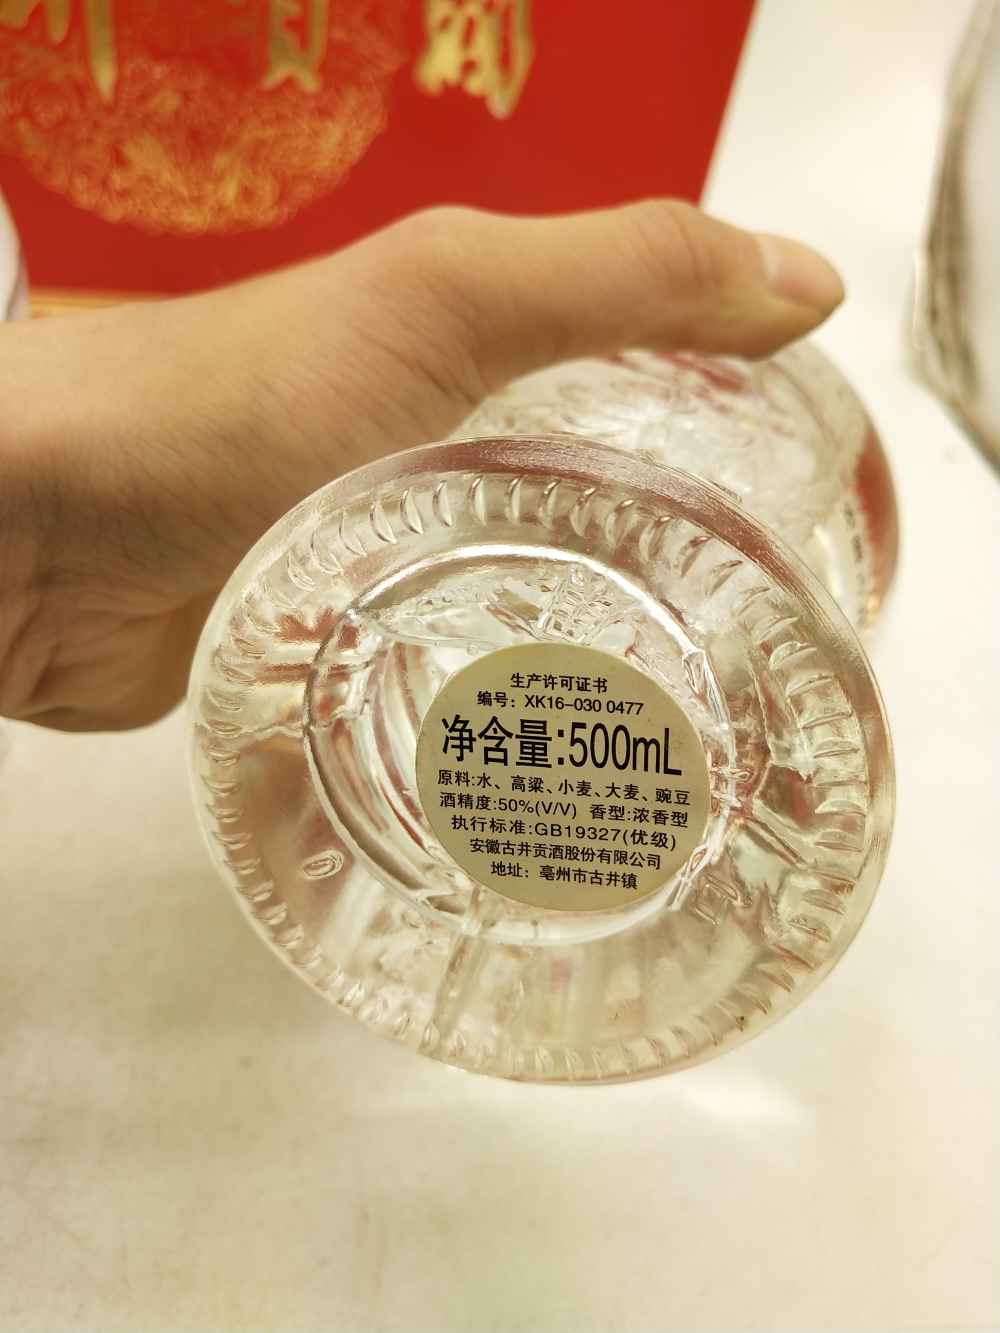 生产许可证书
编号：XK16-030 0477
净含量:500mL
原料:水、高粱、小麦、大麦、豌豆
酒精度:50%(V/V) 香型:浓香型
执行标准:GB19327(优级)
安徽古井贡酒股份有限公司
地址：亳州市古井镇